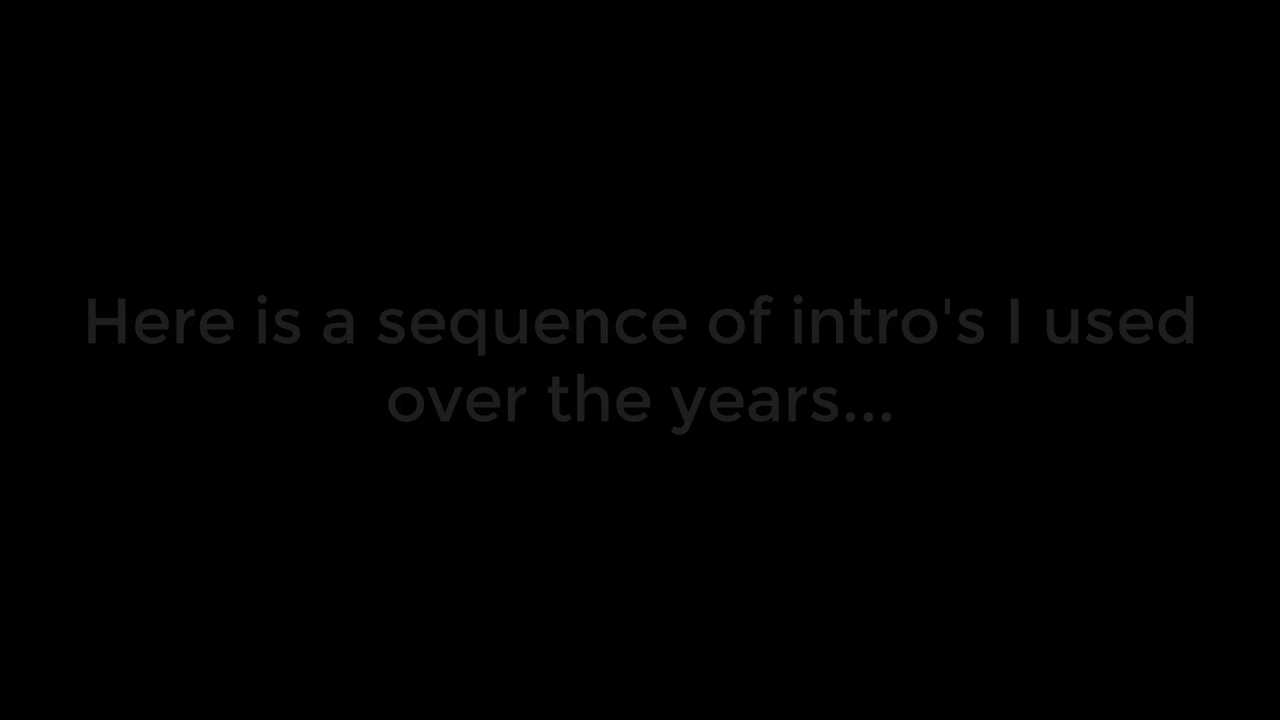 Here is a sequence of intro's I used
over the years...